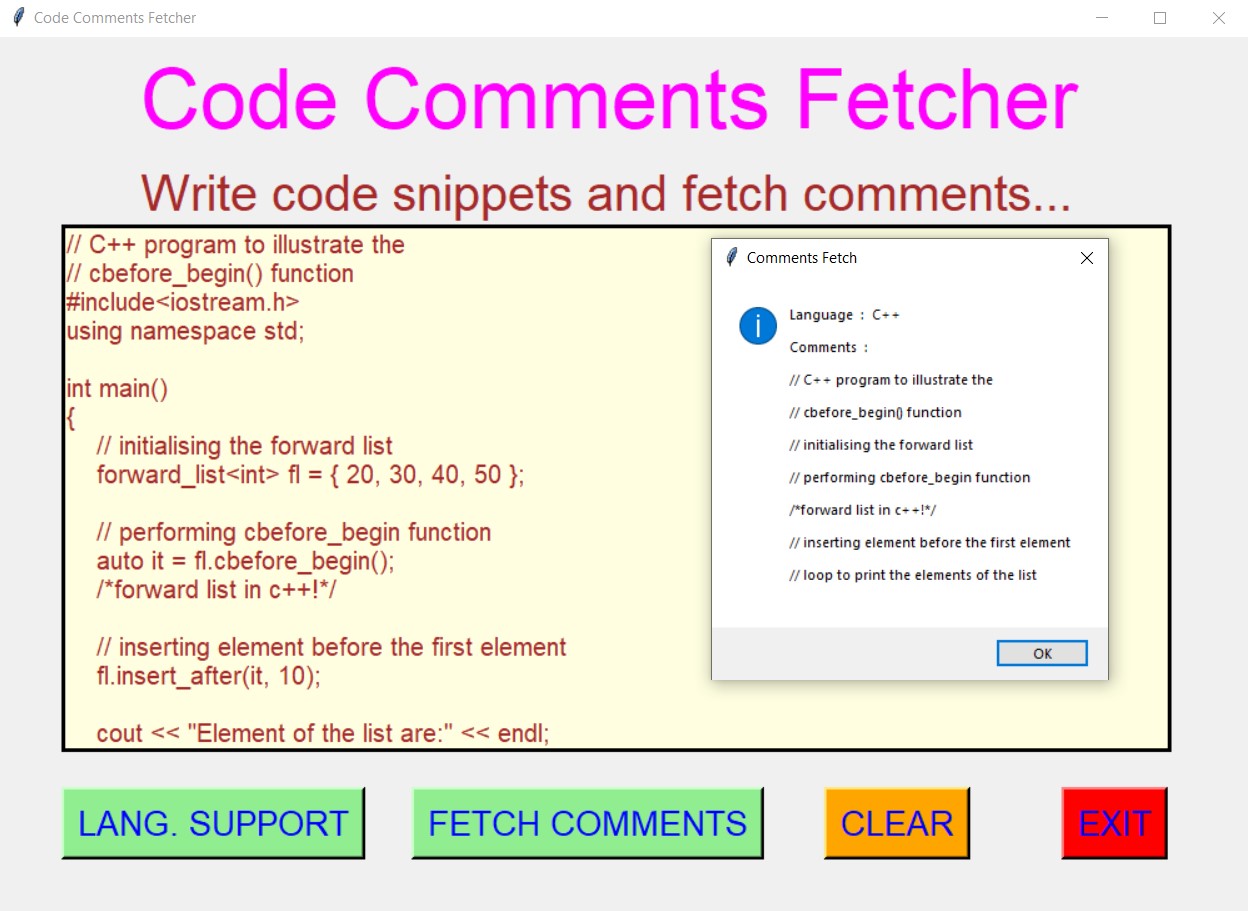 Code Comments Fetcher
Code Comments Fetcher
Write code snippets and fetch comments...
// C++ program to illustrate the
// cbefore_begin() function
#include<iostream.h>
using namespace std;
int main()
{
// initialising the forward list
forward_list<int> fl = { 20, 30, 40, 50 };
// performing cbefore_begin function
auto it = fl.cbefore_begin();
/*forward list in c++!*/
// inserting element before the first element
fl.insert_after(it, 10);
cout << "Element of the list are:" << endl;
Comments Fetch
Language : C++
Comments :
// C++ program to illustrate the
// cbefore_begin() function
// initialising the forward list
// performing cbefore_begin function
/*forward list in c++!*/
// inserting element before the first element
// loop to print the elements of the list
OK
LANG. SUPPORT
FETCH COMMENTS
CLEAR
EXIT